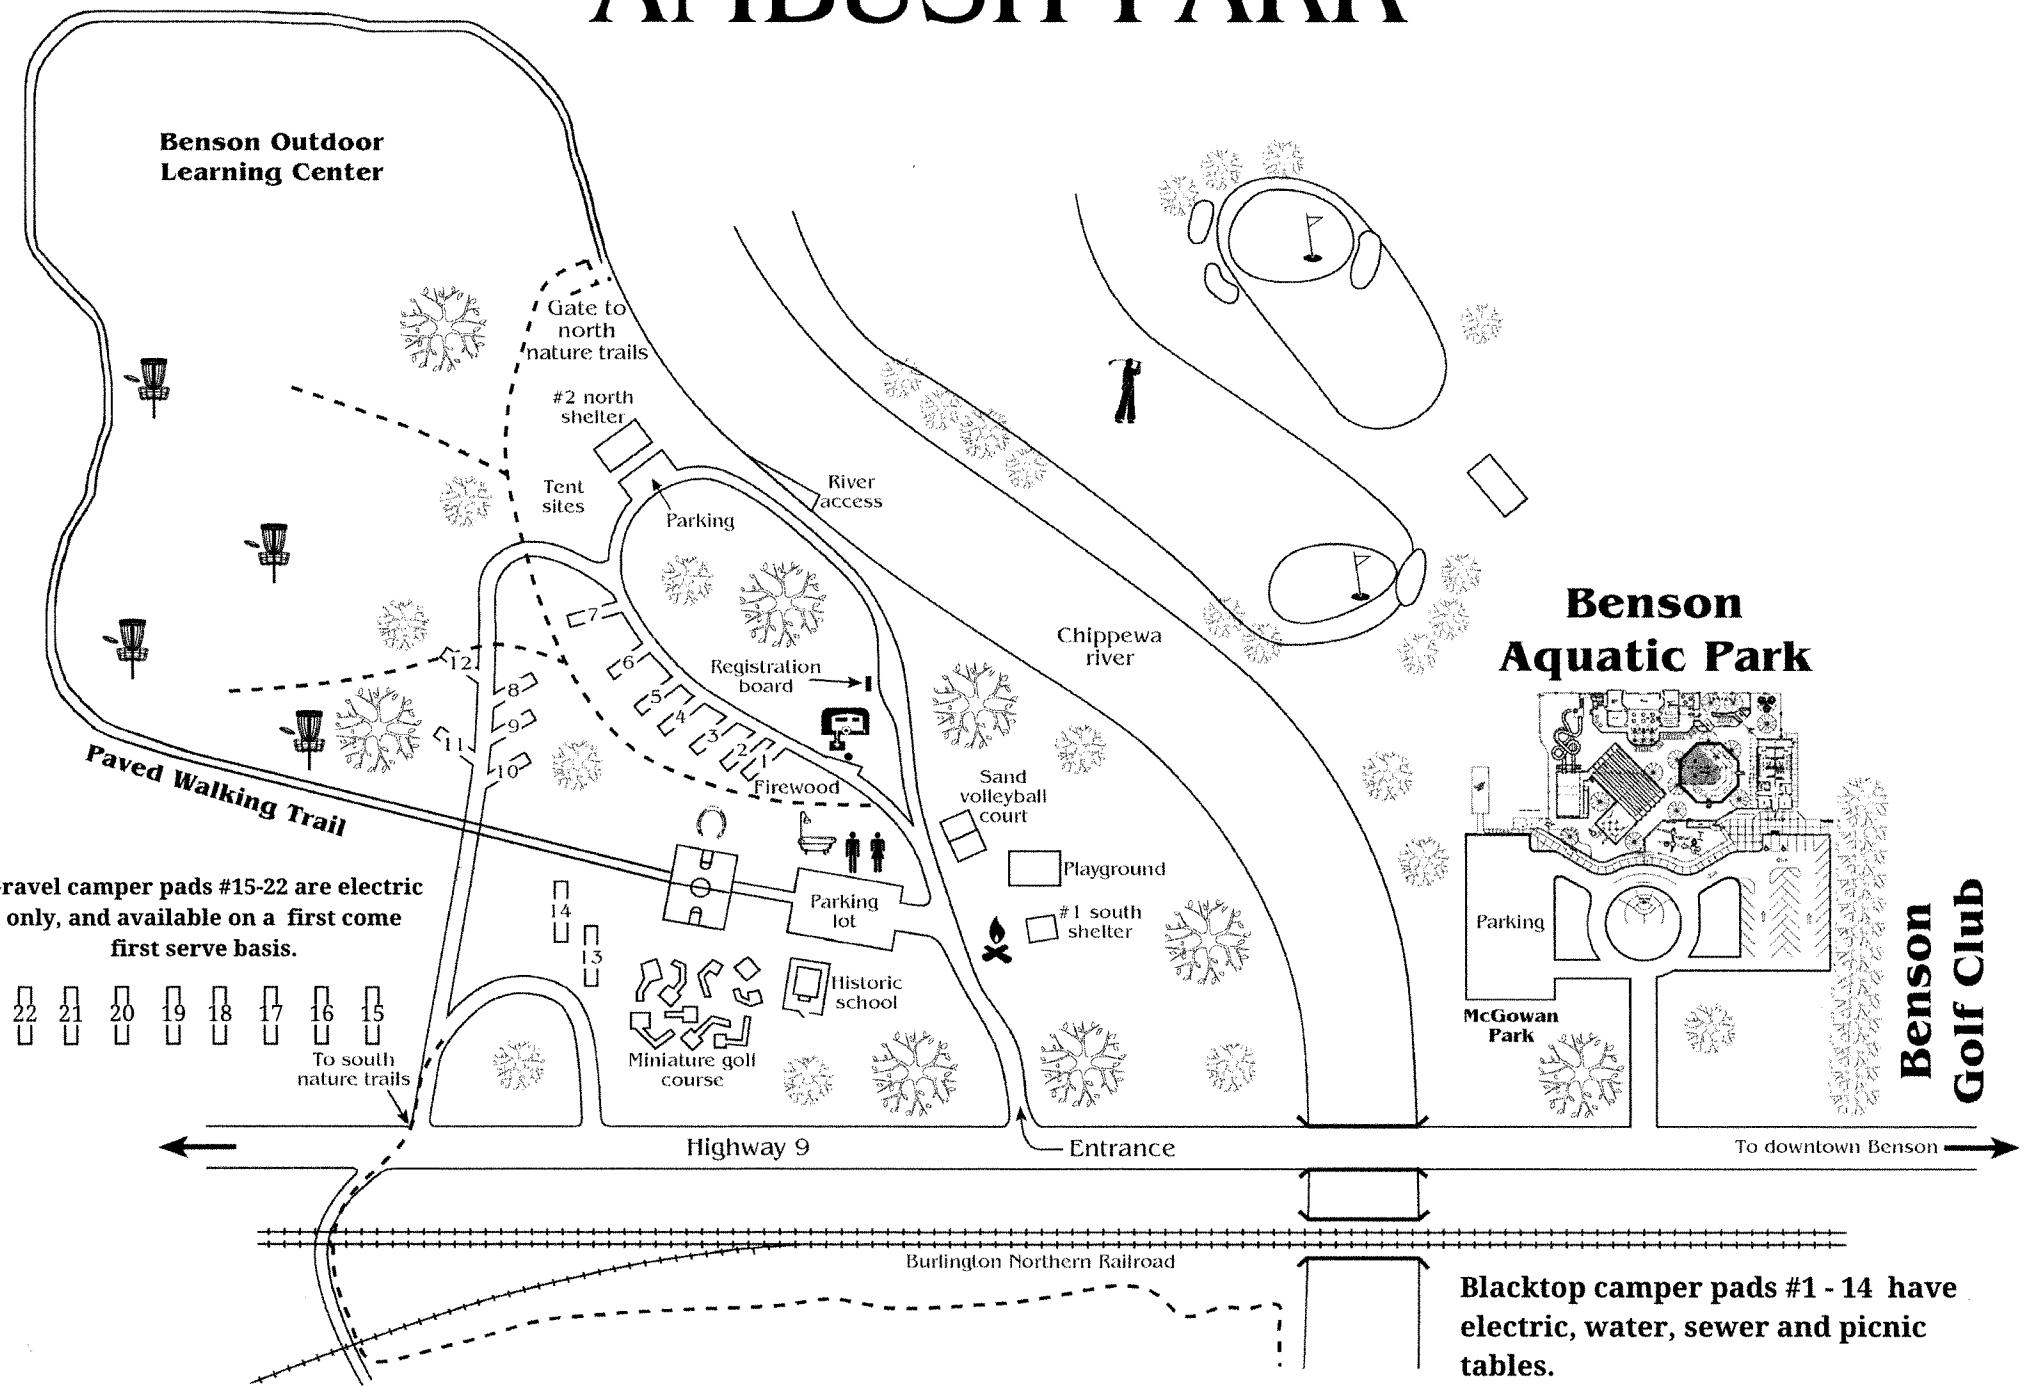 AMBUSH PARK
Benson Outdoor
Learning Center
Gate to
north
nature trails
#2 north
shelter
Tent
sites
Parking
River
access
7
6
5
4
3
2
1
Registration
board
Firewood
12
8
9
11
10
Chippewa
river
Benson
Aquatic Park
Paved Walking Trail
Sand
volleyball
court
Playground
#1 south
shelter
Parking
lot
Historic
school
14
13
Miniature golf
course
ravel camper pads #15-22 are electric
only, and available on a first come
first serve basis.
22 21 20 19 18 17 16 15
To south
nature trails
Parking
McGowan
Park
Benson
Golf Club
Highway 9
Entrance
To downtown Benson
Burlington Northern Railroad
Blacktop camper pads #1 - 14 have
electric, water, sewer and picnic
tables.